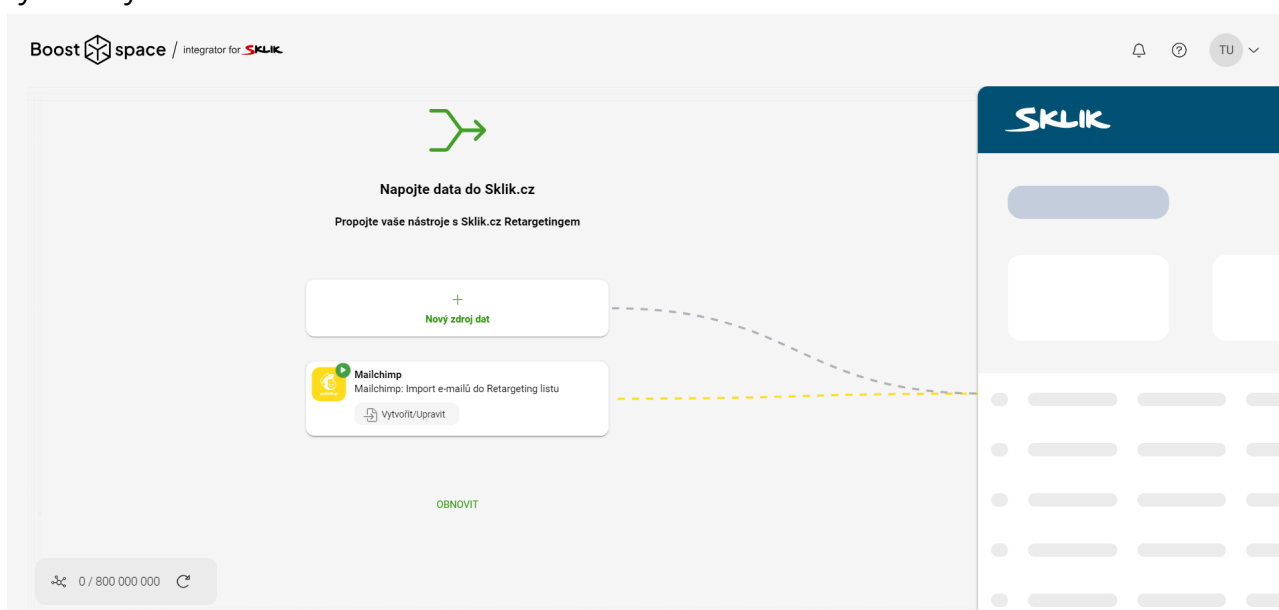 Boost space / integrator for SKLIK
TU
SKLIK
Napojte data do Sklik.cz
Propojte vaše nástroje s Sklik.cz Retargetingem
+
Nový zdroj dat
Mailchimp
Mailchimp: Import e-mailů do Retargeting listu
Vytvořit/Upravit
OBNOVIT
0 / 800 000 000